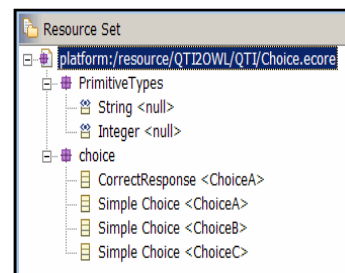 Resource Set
platform:/resource/QTI2OWL/QTI/Choice.ecore
PrimitiveTypes
String <null>
Integer <null>
choice
CorrectResponse <ChoiceA>
Simple Choice <ChoiceA>
Simple Choice <ChoiceB>
Simple Choice <ChoiceC>